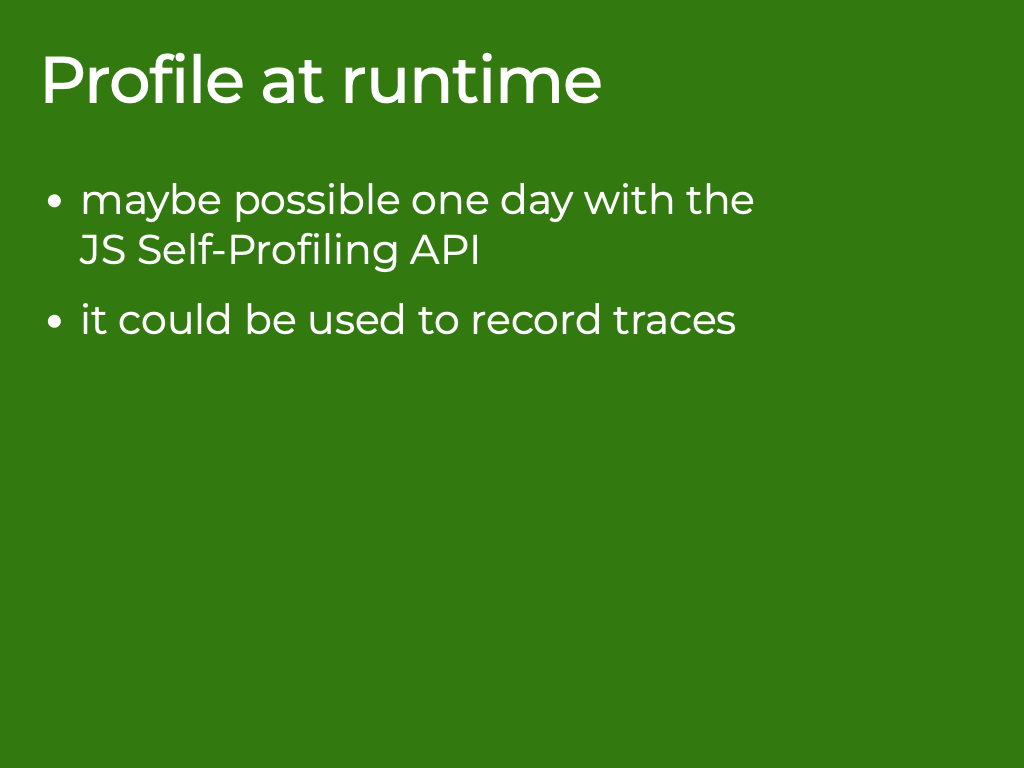 Profile at runtime
• maybe possible one day with the
JS Self-Profiling API
• it could be used to record traces